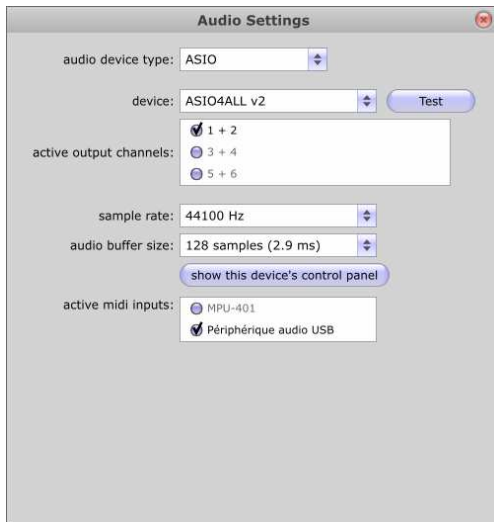 Audio Settings
audio device type: ASIO
device: ASIO4ALL v2 Test
active output channels:
1 + 2
3 + 4
5 + 6
sample rate: 44100 Hz
audio buffer size: 128 samples (2.9 ms)
show this device's control panel
active midi inputs:
MPU-401
Périphérique audio USB